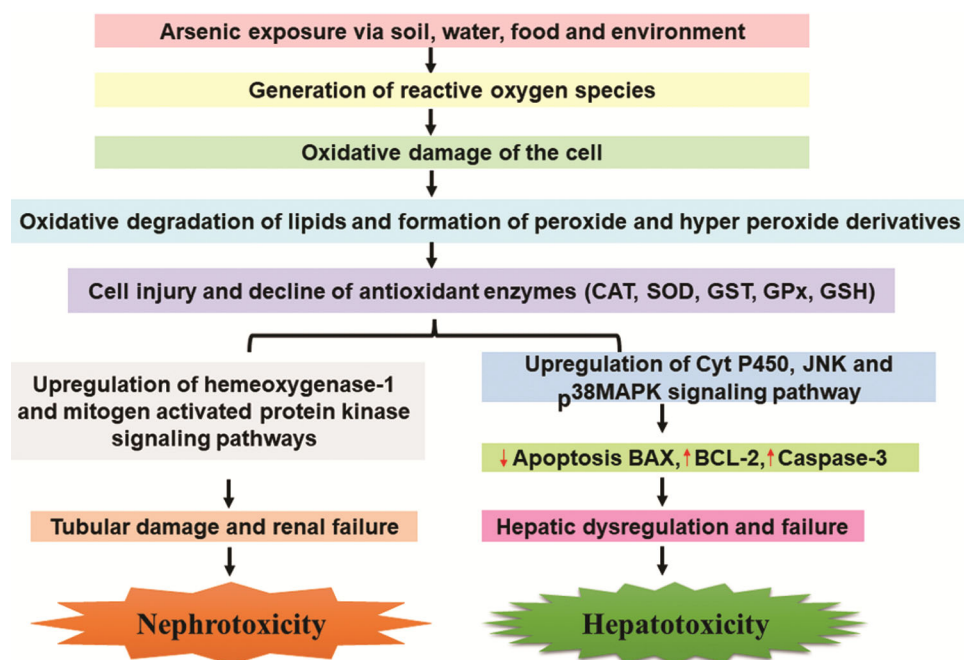 Arsenic exposure via soil, water, food and environment
Generation of reactive oxygen species
Oxidative damage of the cell
Oxidative degradation of lipids and formation of peroxide and hyper peroxide derivatives
Cell injury and decline of antioxidant enzymes (CAT, SOD, GST, GPx, GSH)
Upregulation of hemeoxygenase-1
and mitogen activated protein kinase
signaling pathways
Tubular damage and renal failure
Nephrotoxicity
Upregulation of Cyt P450, JNK and
p38MAPK signaling pathway
↓Apoptosis BAX,↑BCL-2,↑Caspase-3
Hepatic dysregulation and failure
Hepatotoxicity